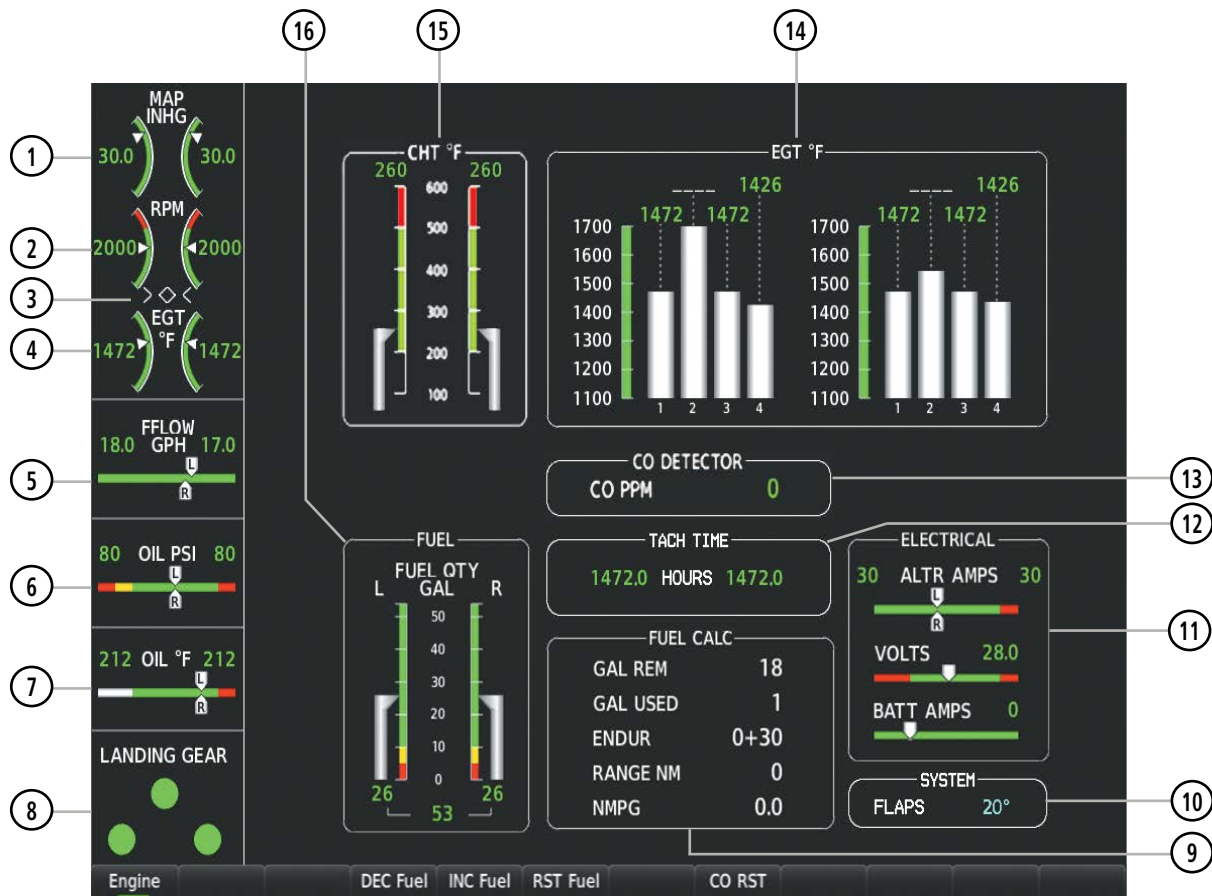 16 15 14
MAP
INHG
1 30.0 30.0
RPM
2 2000 2000
3
EGT
°F
4 1472 1472
FFLOW
18.0 GPH 17.0
L
5
R
80 OIL PSI 80
L
6
R
212 OIL °F 212
L
7
R
LANDING GEAR
8
CHT °F
260 260
600
500
400
300
200
100
EGT °F
____ 1426 ____ 1426
1472 1472 1472 1472
1700 1700
1600 1600
1500 1500
1400 1400
1300 1300
1200 1200
1100 1100
1 2 3 4 1 2 3 4
CO DETECTOR
CO PPM 0 13
TACH TIME 12
1472.0 HOURS 1472.0
FUEL
FUEL QTY
L GAL R
50
40
30
20
10
0
26 26
53
FUEL CALC
GAL REM 18
GAL USED 1
ENDUR 0+30
RANGE NM 0
NMPG 0.0
9
ELECTRICAL
30 ALTR AMPS 30
L
R
11
VOLTS 28.0
BATT AMPS 0
SYSTEM
FLAPS 20° 10
Engine DEC Fuel INC Fuel RST Fuel CO RST